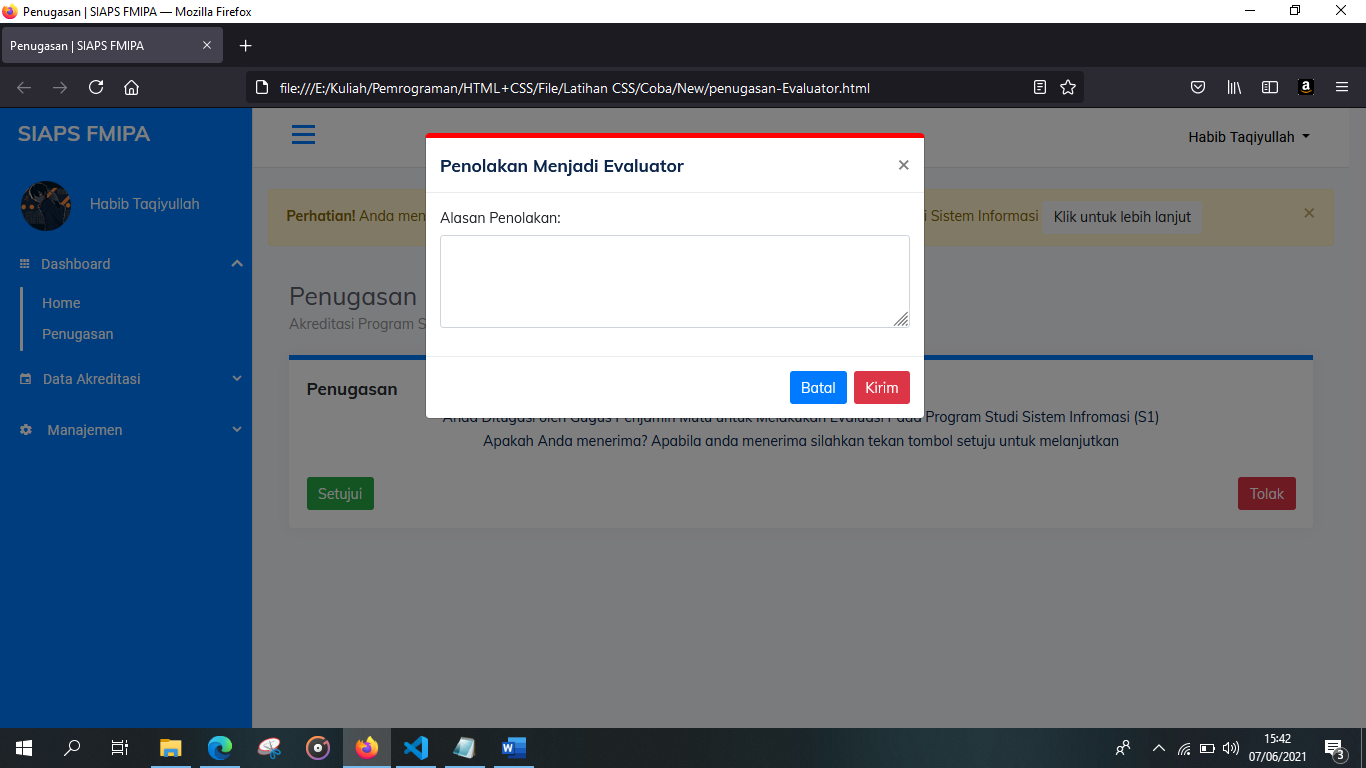 Penugasan | SIAPS FMIPA — Mozilla Firefox
Penugasan | SIAPS FMIPA
file:///E:/Kuliah/Pemrograman/HTML+CSS/File/Latihan CSS/Coba/New/penugasan-Evaluator.html
SIAPS FMIPA
Habib Taqiyullah
Habib Taqiyullah
Dashboard
Home
Penugasan
Data Akreditasi
Manajemen
Perhatian! Anda men
i Sistem Informasi Klik untuk lebih lanjut
Penugasan
Akreditasi Program S
Penolakan Menjadi Evaluator
Alasan Penolakan:
Batal Kirim
Penugasan
Anda Ditugasi oleh Gugus Penjamin Mutu untuk Melakukan Evaluasi Pada Program Studi Sistem Infromasi (S1)
Apakah Anda menerima? Apabila anda menerima silahkan tekan tombol setuju untuk melanjutkan
Setujui
Tolak
15:42
07/06/2021
3